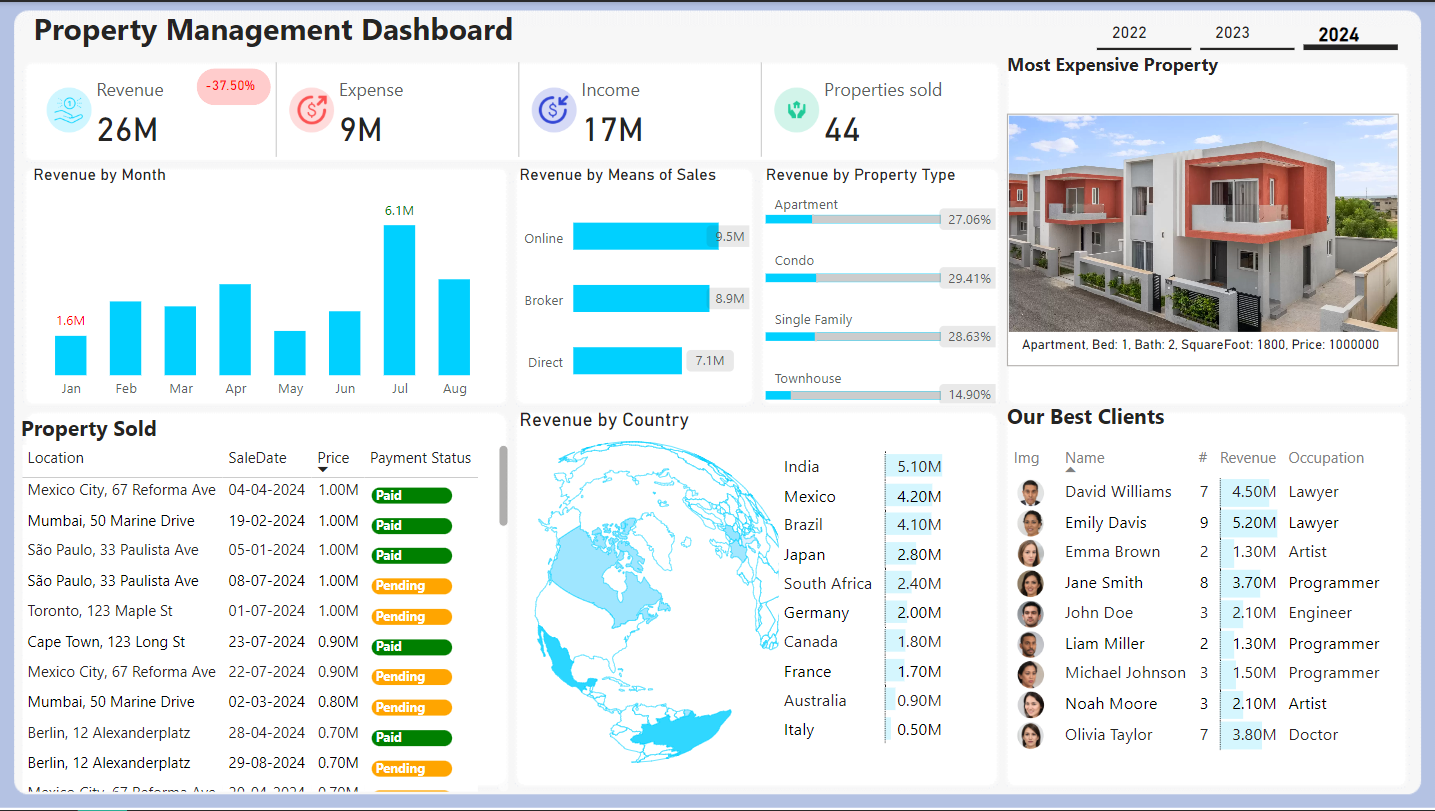 Property Management Dashboard
2022 2023 2024
Revenue -37.50%
26M
Expense
9M
Income
17M
Properties sold
44
Revenue by Month
6.1M
1.6M
Jan Feb Mar Apr May Jun Jul Aug
Revenue by Means of Sales
Online 9.5M
Broker 8.9M
Direct 7.1M
Revenue by Property Type
Apartment
27.06%
Condo
29.41%
Single Family
28.63%
Townhouse
14.90%
Most Expensive Property
Apartment, Bed: 1, Bath: 2, SquareFoot: 1800, Price: 1000000
Property Sold
Location SaleDate Price Payment Status
Mexico City, 67 Reforma Ave 04-04-2024 1.00M Paid
Mumbai, 50 Marine Drive 19-02-2024 1.00M Paid
São Paulo, 33 Paulista Ave 05-01-2024 1.00M Paid
São Paulo, 33 Paulista Ave 08-07-2024 1.00M Pending
Toronto, 123 Maple St 01-07-2024 1.00M Pending
Cape Town, 123 Long St 23-07-2024 0.90M Paid
Mexico City, 67 Reforma Ave 22-07-2024 0.90M Pending
Mumbai, 50 Marine Drive 02-03-2024 0.80M Pending
Berlin, 12 Alexanderplatz 28-04-2024 0.70M Paid
Berlin, 12 Alexanderplatz 29-08-2024 0.70M Pending
Revenue by Country
India 5.10M
Mexico 4.20M
Brazil 4.10M
Japan 2.80M
South Africa 2.40M
Germany 2.00M
Canada 1.80M
France 1.70M
Australia 0.90M
Italy 0.50M
Our Best Clients
Img Name # Revenue Occupation
David Williams 7 4.50M Lawyer
Emily Davis 9 5.20M Lawyer
Emma Brown 2 1.30M Artist
Jane Smith 8 3.70M Programmer
John Doe 3 2.10M Engineer
Liam Miller 2 1.30M Programmer
Michael Johnson 3 1.50M Programmer
Noah Moore 3 2.10M Artist
Olivia Taylor 7 3.80M Doctor